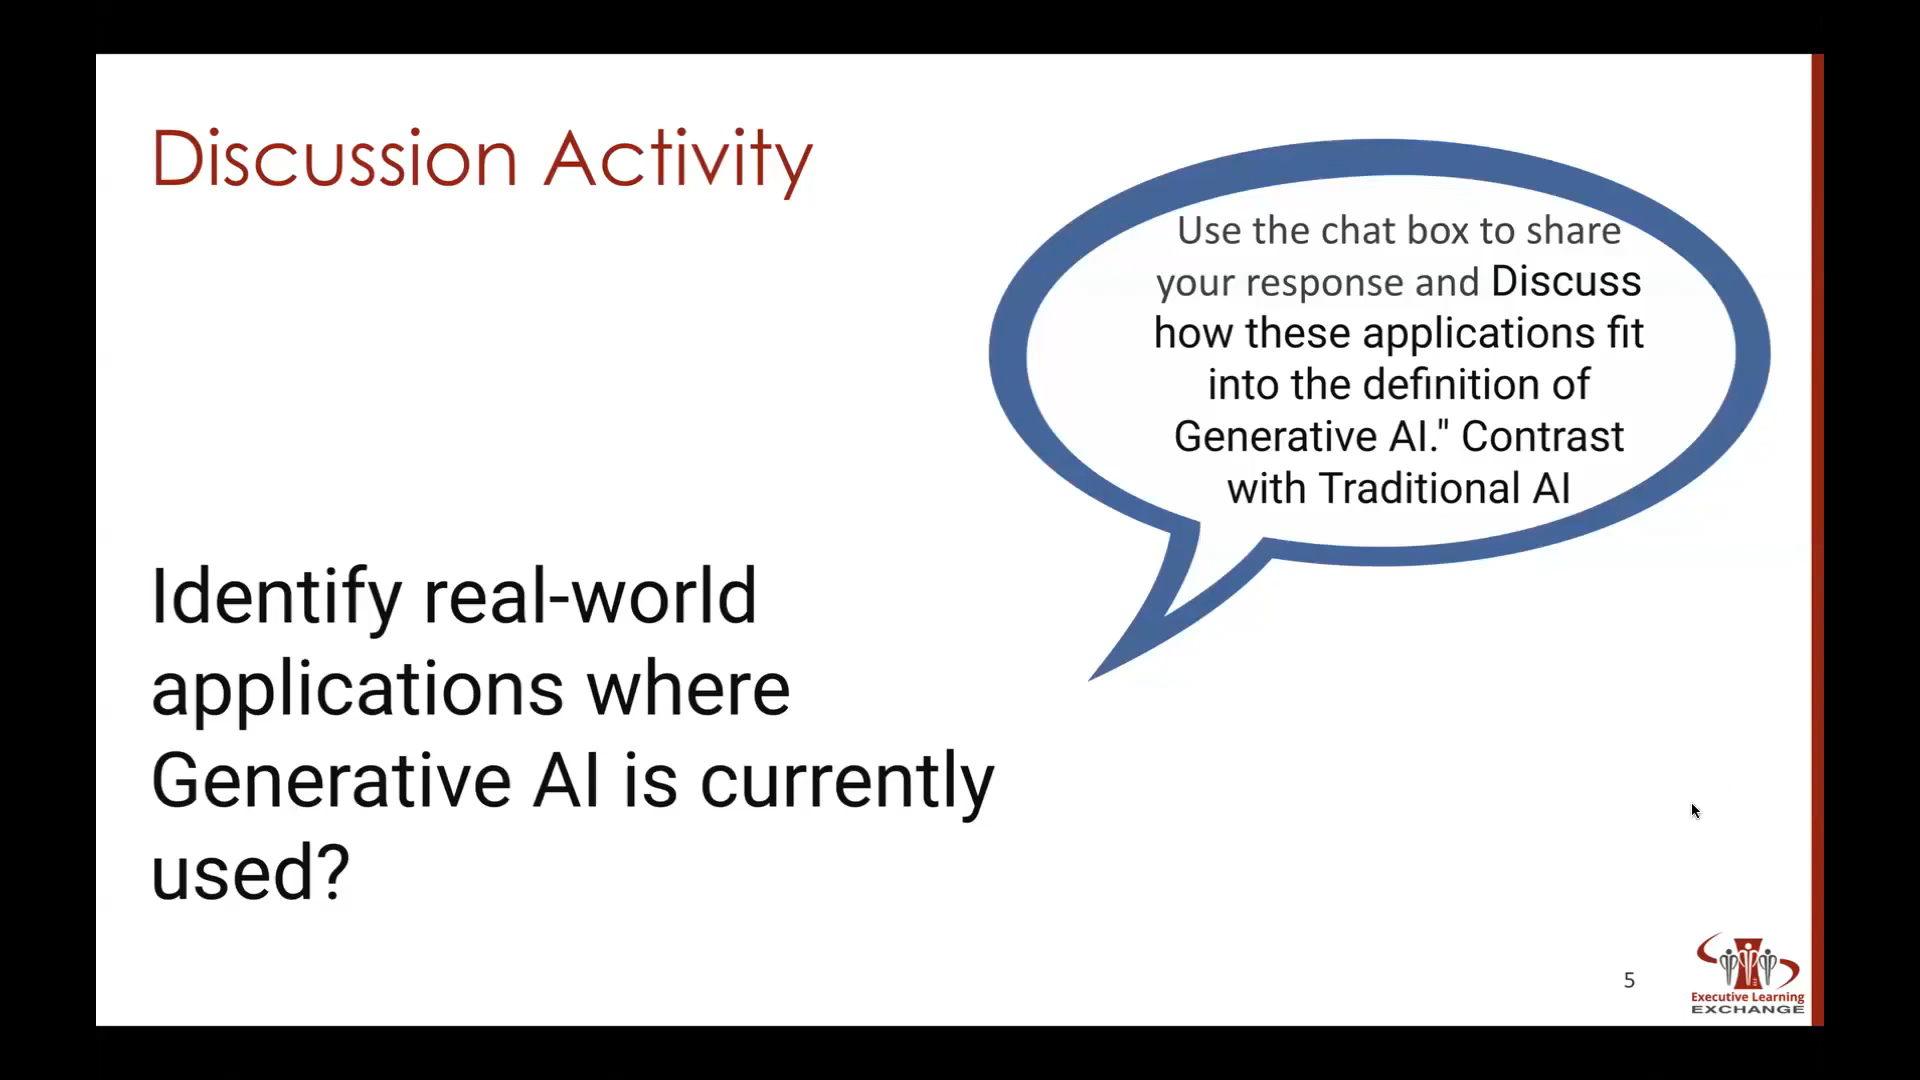 Discussion Activity
Use the chat box to share
your response and Discuss
how these applications fit
into the definition of
Generative AI." Contrast
with Traditional AI
Identify real-world
applications where
Generative AI is currently
used?
5
Executive Learning
EXCHANGE